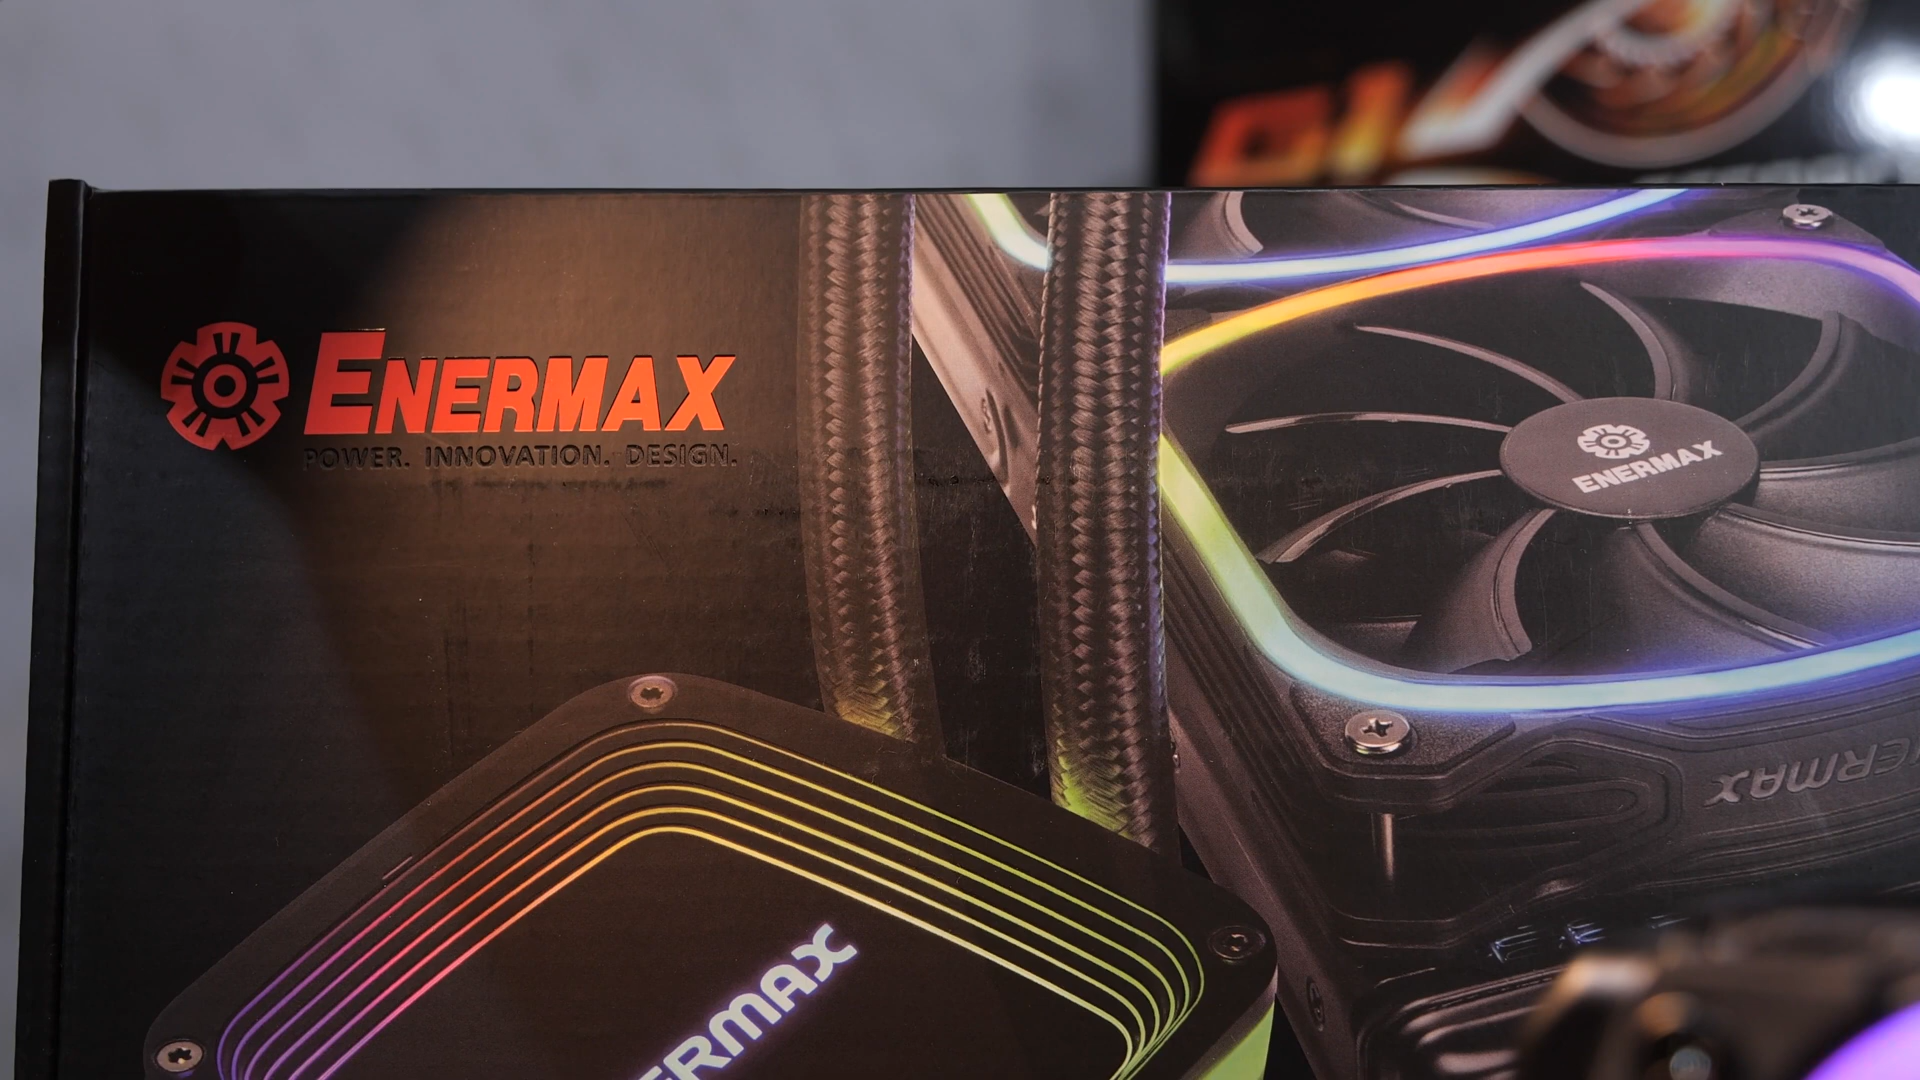 ENERMAX
POWER. INNOVATION. DESIGN.
ENERMAX
ERMAX
ERMAX